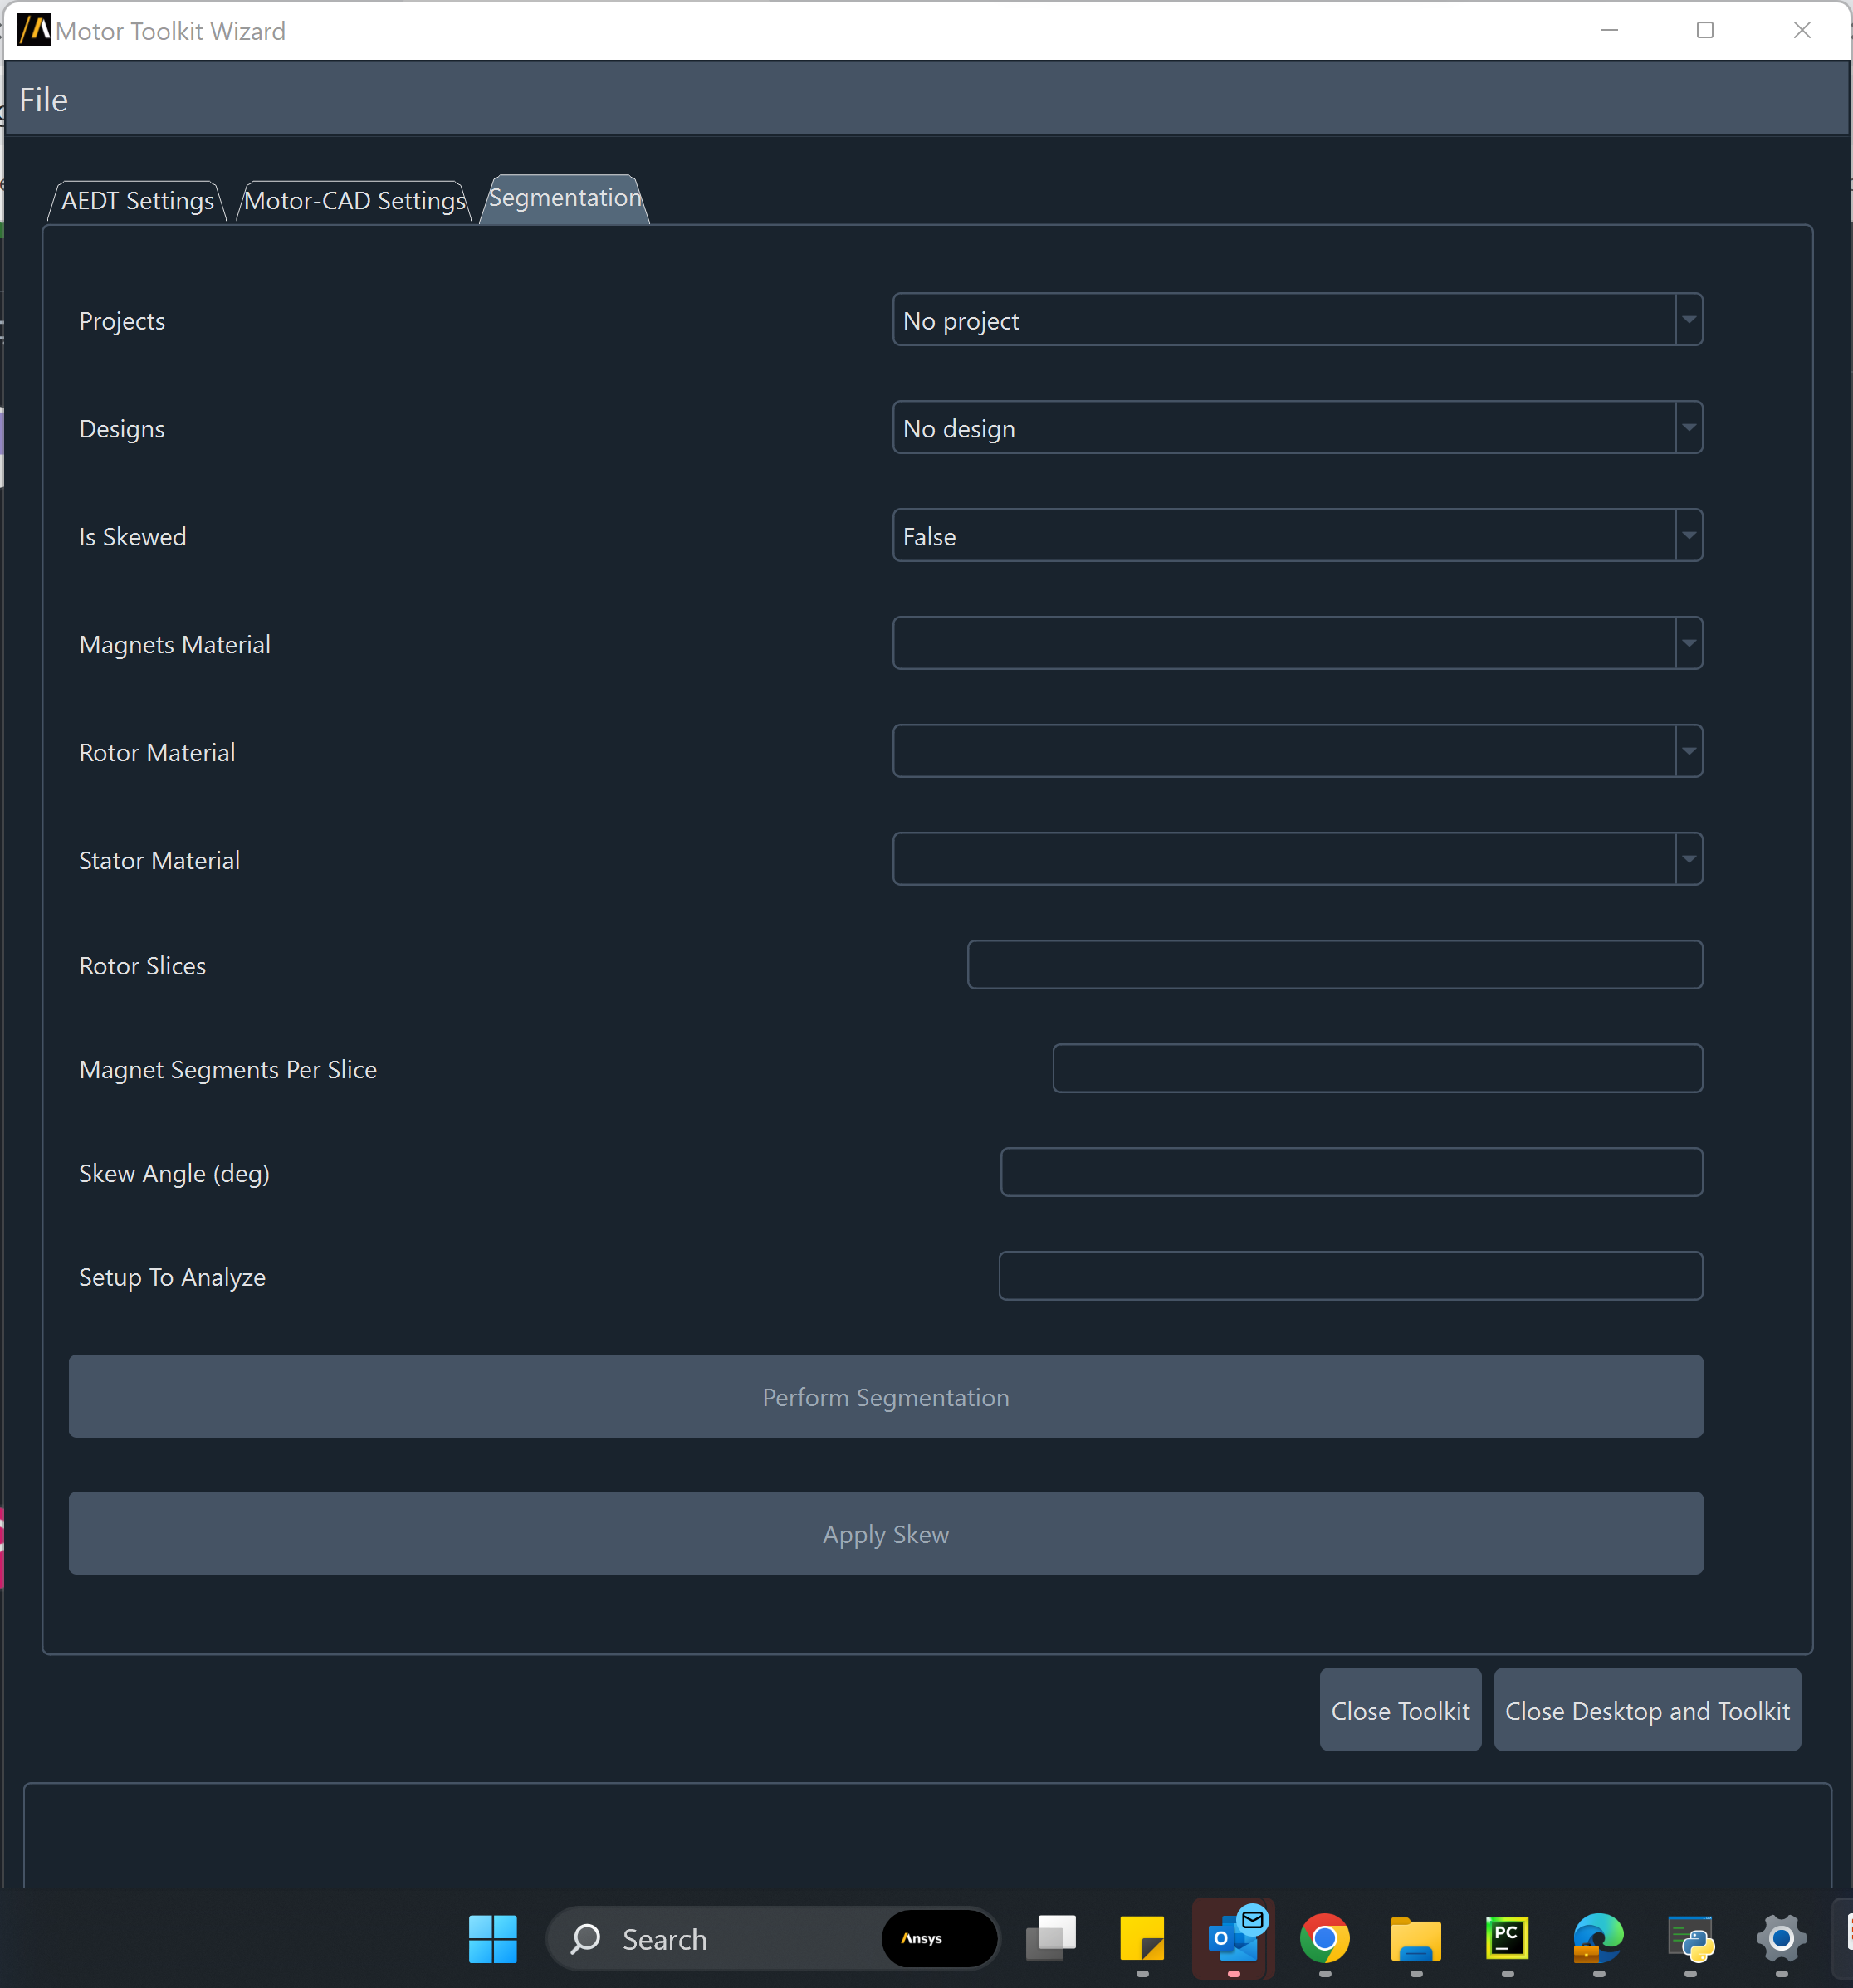 Motor Toolkit Wizard
File
AEDT Settings
Motor-CAD Settings
Segmentation
Projects
No project
Designs
No design
Is Skewed
False
Magnets Material
Rotor Material
Stator Material
Rotor Slices
Magnet Segments Per Slice
Skew Angle (deg)
Setup To Analyze
Perform Segmentation
Apply Skew
Close Toolkit
Close Desktop and Toolkit
Search
Ansys
O
PC